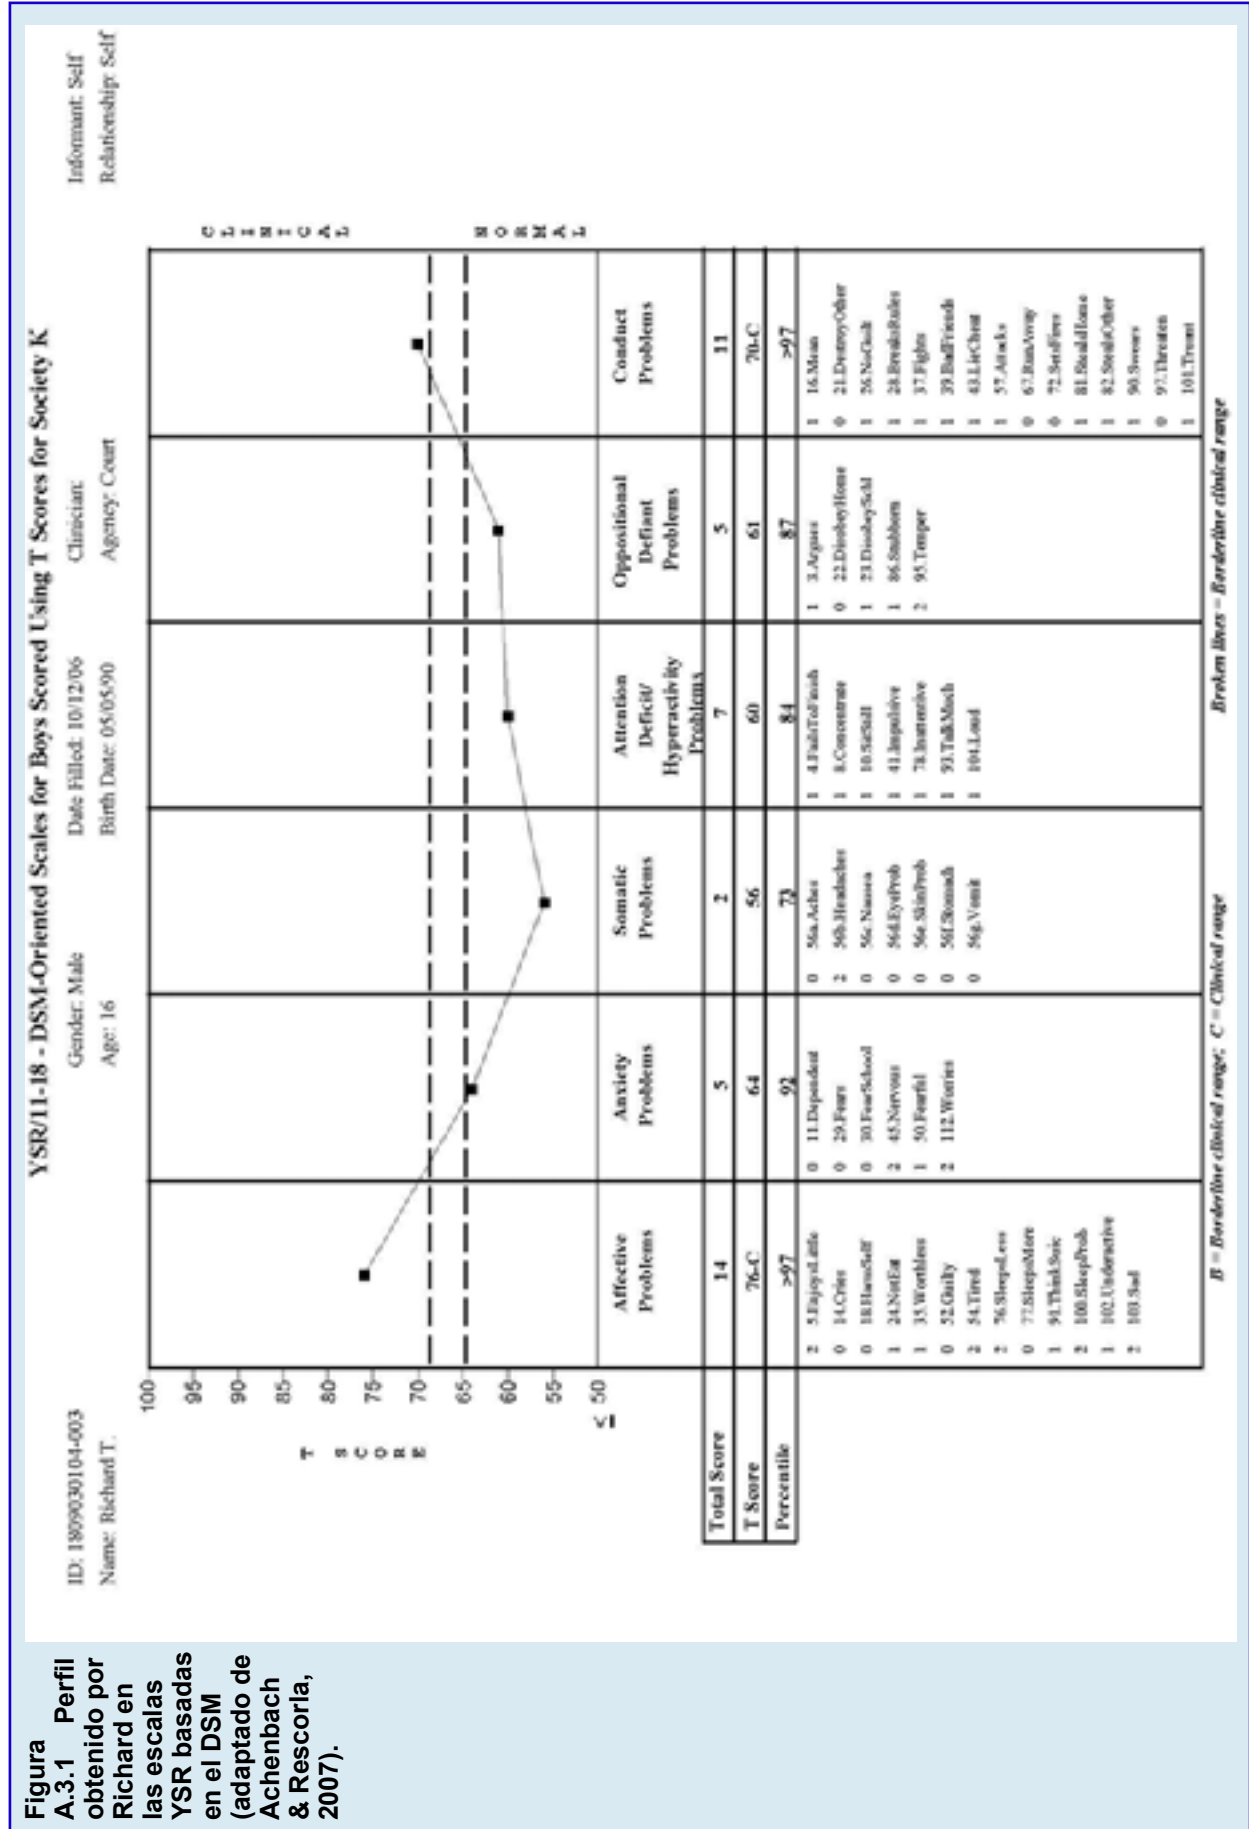 Figura
A.3.1 Perfil
obtenido por
Richard en
las escalas
YSR basadas
en el DSM
(adaptado de
Achenbach
& Rescorla,
2007).
YSR/11-18 - DSM-Oriented Scales for Boys Scored Using T Scores for Society K
ID: 1809030104-003 Gender: Male Date Filled: 10/12/06 Clinician: Informant: Self
Name: Richard T. Age: 16 Birth Date: 05/05/90 Agency: Court Relationship: Self
T SCORE
100
95
90
85
80
75
70
65
60
55
≤ 50
CLINICAL
NORMAL
Affective Problems
Anxiety Problems
Somatic Problems
Attention Deficit/ Hyperactivity Problems
Oppositional Defiant Problems
Conduct Problems
Total Score 14 5 2 7 5 11
T Score 76-C 64 56 60 61 70-C
Percentile >97 92 73 84 87 >97
2 5.EnjoysLittle
0 14.Cries
0 18.HarmSelf
1 24.NotEat
1 35.Worthless
0 52.Guilty
2 54.Tired
2 76.SleepsLess
0 77.SleepsMore
1 91.ThinkSuic
2 100.SleepProb
1 102.Underactive
2 103.Sad
0 11.Dependent
0 29.Fears
0 30.FearSchool
2 45.Nervous
1 50.Fearful
2 112.Worries
0 56a.Aches
2 56b.Headaches
0 56c.Nausea
0 56d.EyeProb
0 56e.SkinProb
0 56f.Stomach
0 56g.Vomit
1 4.FailsToFinish
1 8.Concentrate
1 10.SitStill
1 41.Impulsive
1 78.Inattentive
1 93.TalkMuch
1 104.Loud
1 3.Argues
0 22.DisobeyHome
1 23.DisobeySchl
1 86.Stubborn
2 95.Temper
1 16.Mean
0 21.DestroyOther
1 26.NoGuilt
1 28.BreaksRules
1 37.Fights
1 39.BadFriends
1 43.LieCheat
1 57.Attacks
0 67.RunAway
0 72.SetsFires
1 81.StealsHome
1 82.StealsOther
1 90.Swears
0 97.Threaten
1 101.Truant
B = Borderline clinical range; C = Clinical range Broken lines = Borderline clinical range